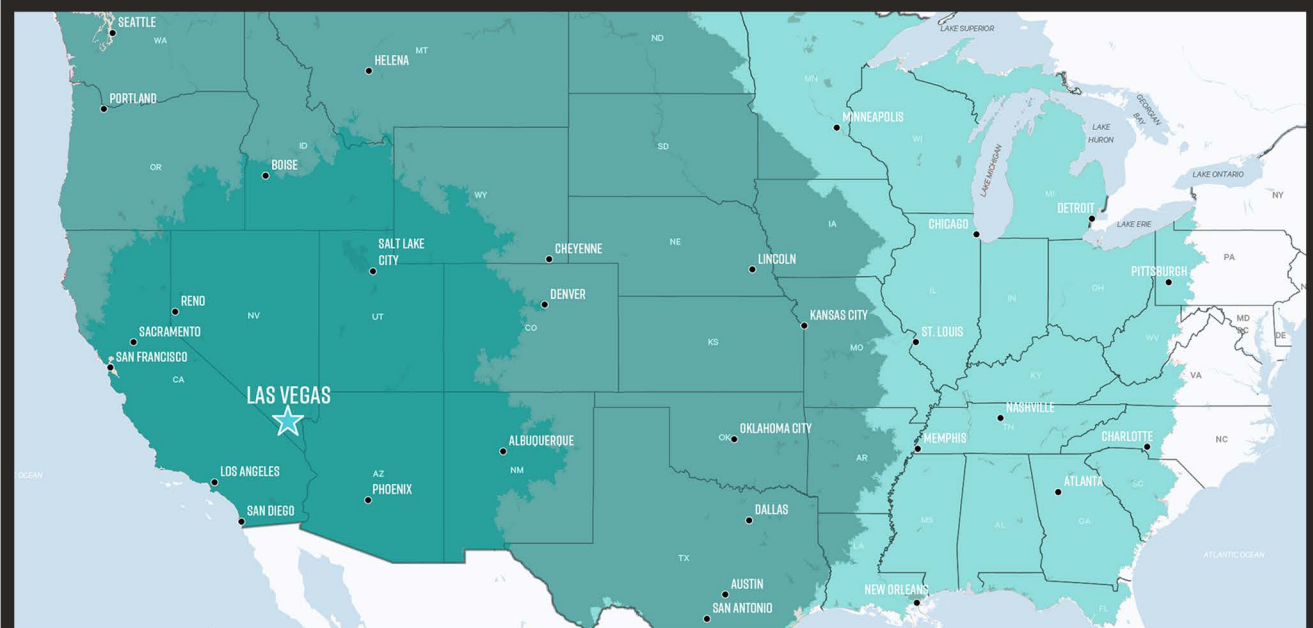 SEATTLE
WA
MT
ND
LAKE SUPERIOR
HELENA
MN
PORTLAND
GEORGIAN
BAY
MINNEAPOLIS
LAKE
HURON
WI
ID
SD
OR
BOISE
LAKE MICHIGAN
LAKE ONTARIO
WY
MI
NY
DETROIT
IA
CHICAGO
LAKE ERIE
SALT LAKE
CITY
NE
CHEYENNE
LINCOLN
PA
PITTSBURGH
DENVER
IL
IN
OH
RENO
NV
UT
KANSAS CITY
MD
DC
DE
SACRAMENTO
CO
ST. LOUIS
KS
MO
WV
SAN FRANCISCO
CA
KY
VA
LAS VEGAS
NASHVILLE
TN
OKLAHOMA CITY
OK
ALBUQUERQUE
MEMPHIS
CHARLOTTE
NC
AR
OCEAN
LOS ANGELES
AZ
NM
PHOENIX
ATLANTA
SC
SAN DIEGO
DALLAS
MS
AL
GA
LA
TX
ATLANTIC OCEAN
AUSTIN
NEW ORLEANS
SAN ANTONIO
FL